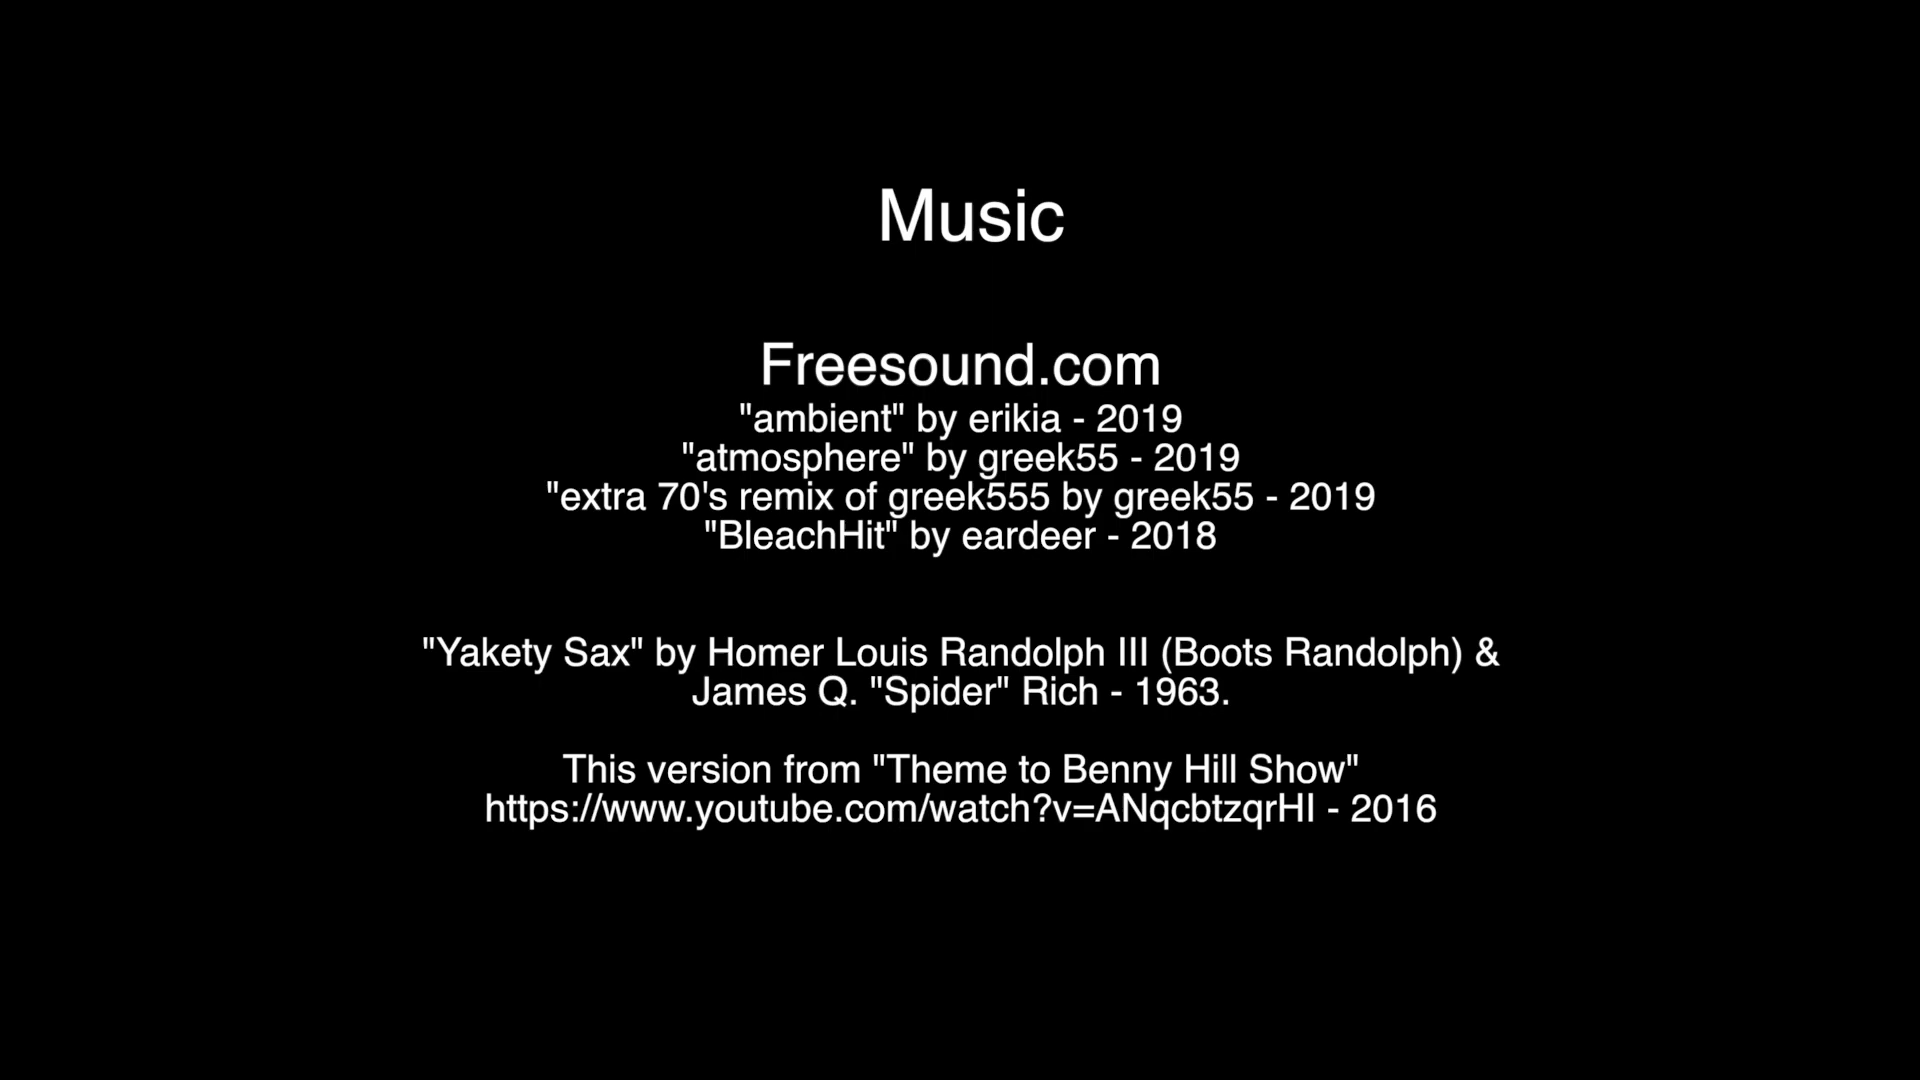 Music
Freesound.com
"ambient" by erikia - 2019
"atmosphere" by greek55 - 2019
"extra 70's remix of greek555 by greek55 - 2019
"BleachHit" by eardeer - 2018
"Yakety Sax" by Homer Louis Randolph III (Boots Randolph) &
James Q. "Spider" Rich - 1963.
This version from "Theme to Benny Hill Show"
https://www.youtube.com/watch?v=ANqcbtzqrHI - 2016